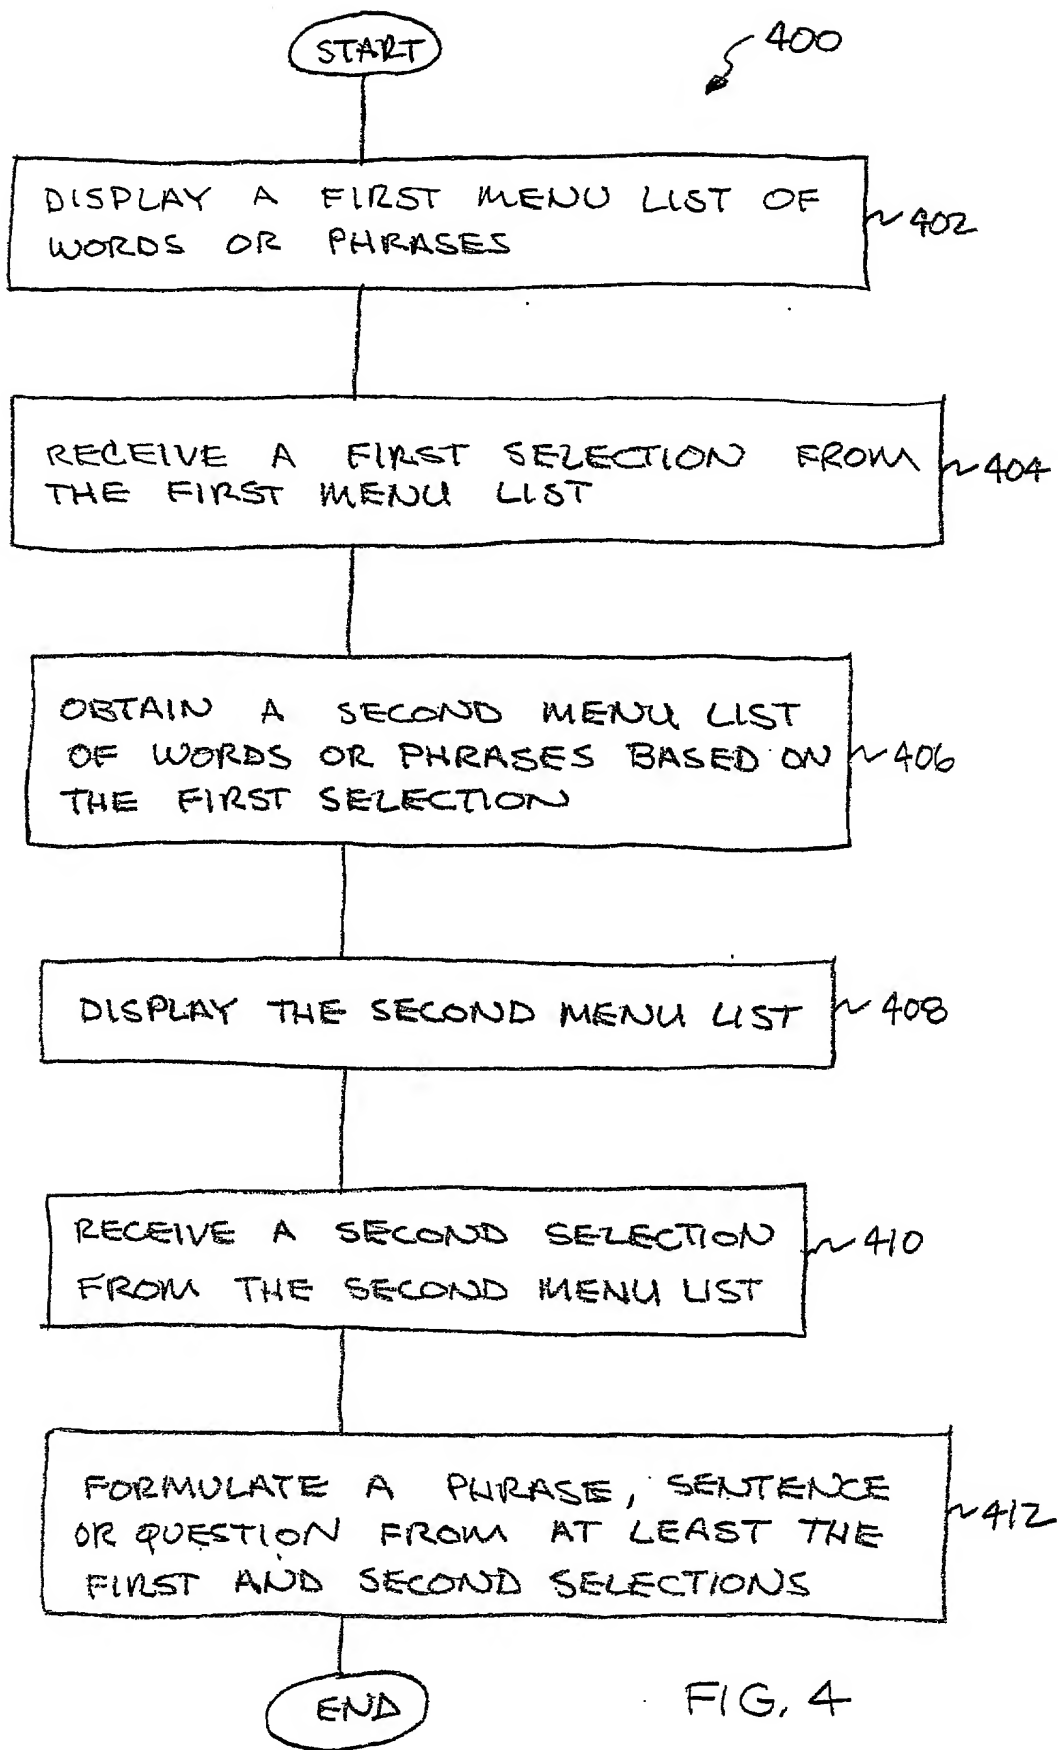 START
400
DISPLAY A FIRST MENU LIST OF
WORDS OR PHRASES
402
RECEIVE A FIRST SELECTION FROM
THE FIRST MENU LIST
404
OBTAIN A SECOND MENU LIST
OF WORDS OR PHRASES BASED ON
THE FIRST SELECTION
406
DISPLAY THE SECOND MENU LIST
408
RECEIVE A SECOND SELECTION
FROM THE SECOND MENU LIST
410
FORMULATE A PHRASE, SENTENCE
OR QUESTION FROM AT LEAST THE
FIRST AND SECOND SELECTIONS
412
END
FIG. 4